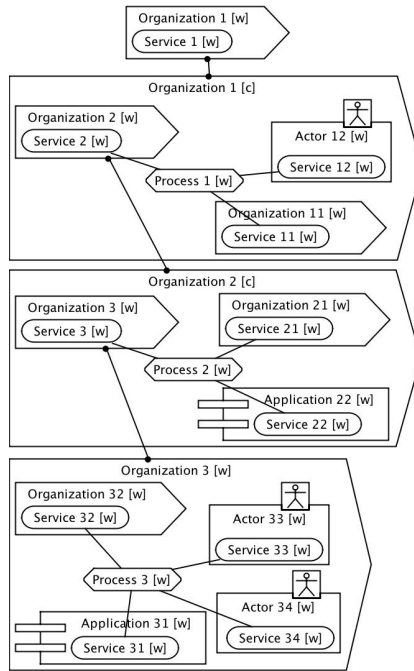 Organization 1 [w]
Service 1 [w]
Organization 1 [c]
Organization 2 [w]
Service 2 [w]
Actor 12 [w]
Service 12 [w]
Process 1 [w]
Organization 11 [w]
Service 11 [w]
Organization 2 [c]
Organization 3 [w]
Service 3 [w]
Organization 21 [w]
Service 21 [w]
Process 2 [w]
Application 22 [w]
Service 22 [w]
Organization 3 [w]
Organization 32 [w]
Service 32 [w]
Actor 33 [w]
Service 33 [w]
Process 3 [w]
Application 31 [w]
Service 31 [w]
Actor 34 [w]
Service 34 [w]